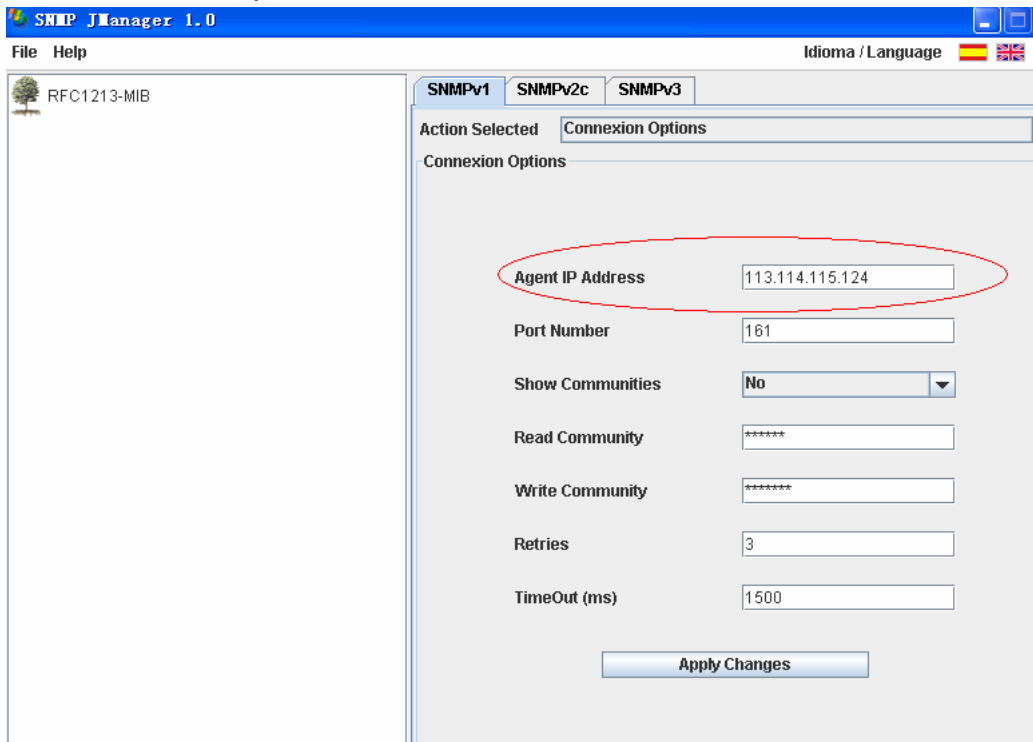 SNMP JManager 1.0
File Help Idioma / Language
RFC1213-MIB
SNMPv1 SNMPv2c SNMPv3
Action Selected Connexion Options
Connexion Options
Agent IP Address 113.114.115.124
Port Number 161
Show Communities No
Read Community ******
Write Community *******
Retries 3
TimeOut (ms) 1500
Apply Changes